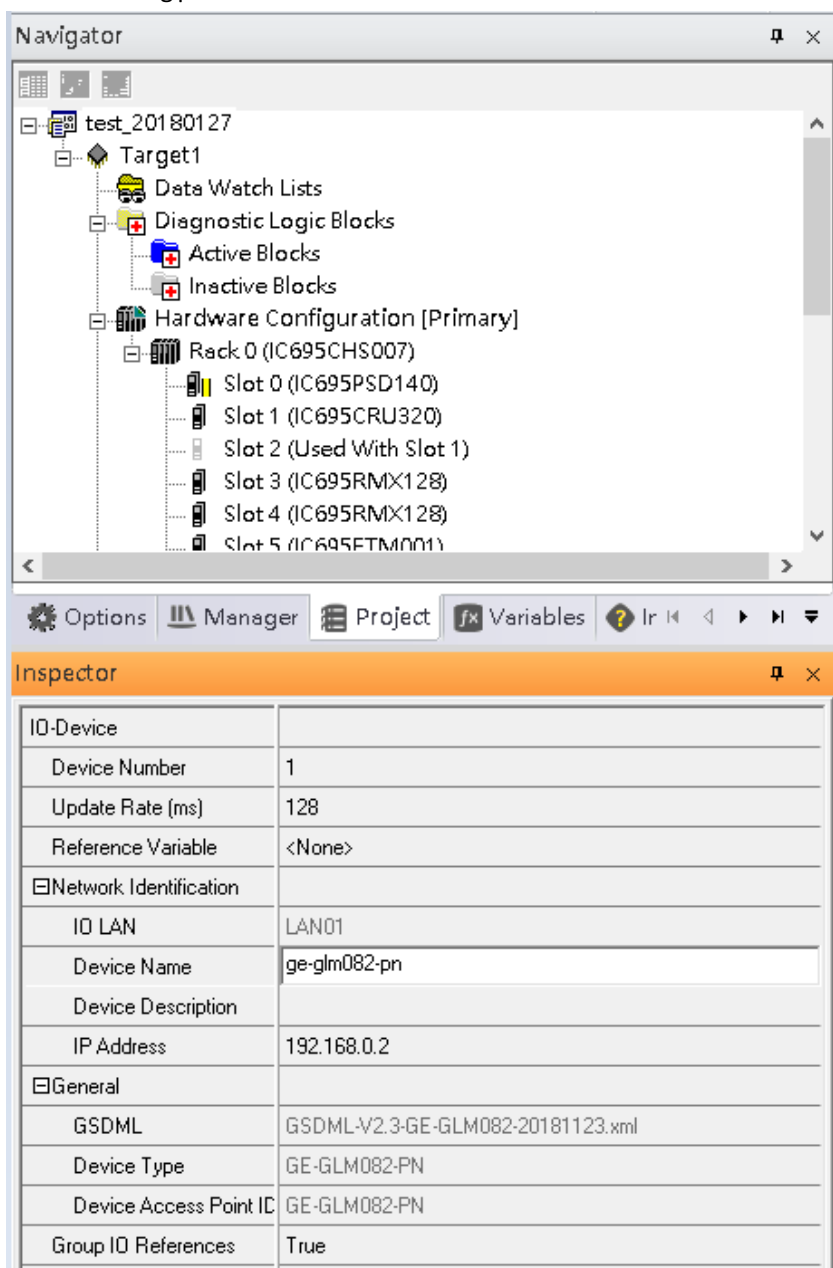 Navigator
test_20180127
Target1
Data Watch Lists
Diagnostic Logic Blocks
Active Blocks
Inactive Blocks
Hardware Configuration [Primary]
Rack 0 (IC695CHS007)
Slot 0 (IC695PSD140)
Slot 1 (IC695CRU320)
Slot 2 (Used With Slot 1)
Slot 3 (IC695RMX128)
Slot 4 (IC695RMX128)
Slot 5 (IC695ETM001)
Options Manager Project Variables Ir
Inspector
IO-Device
Device Number 1
Update Rate (ms) 128
Reference Variable <None>
Network Identification
IO LAN LAN01
Device Name ge-glm082-pn
Device Description
IP Address 192.168.0.2
General
GSDML GSDML-V2.3-GE-GLM082-20181123.xml
Device Type GE-GLM082-PN
Device Access Point ID GE-GLM082-PN
Group IO References True